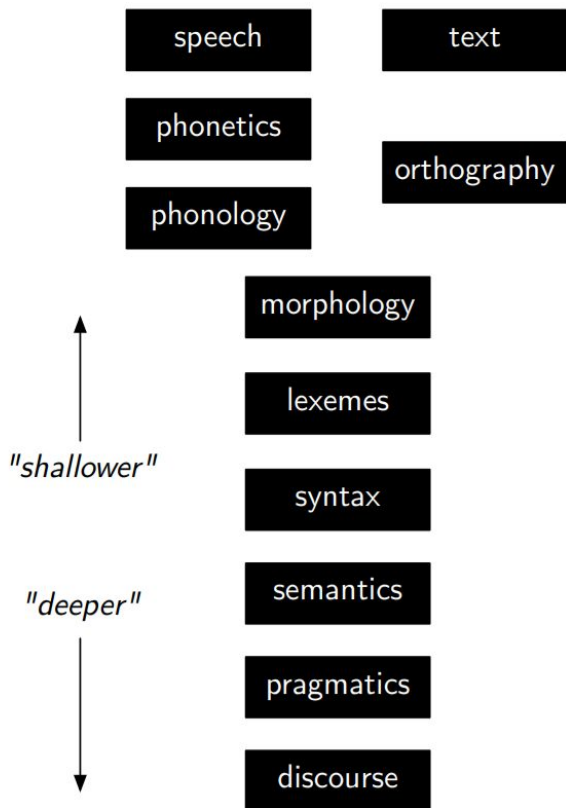 speech
text
phonetics
orthography
phonology
morphology
lexemes
"shallower"
syntax
"deeper"
semantics
pragmatics
discourse